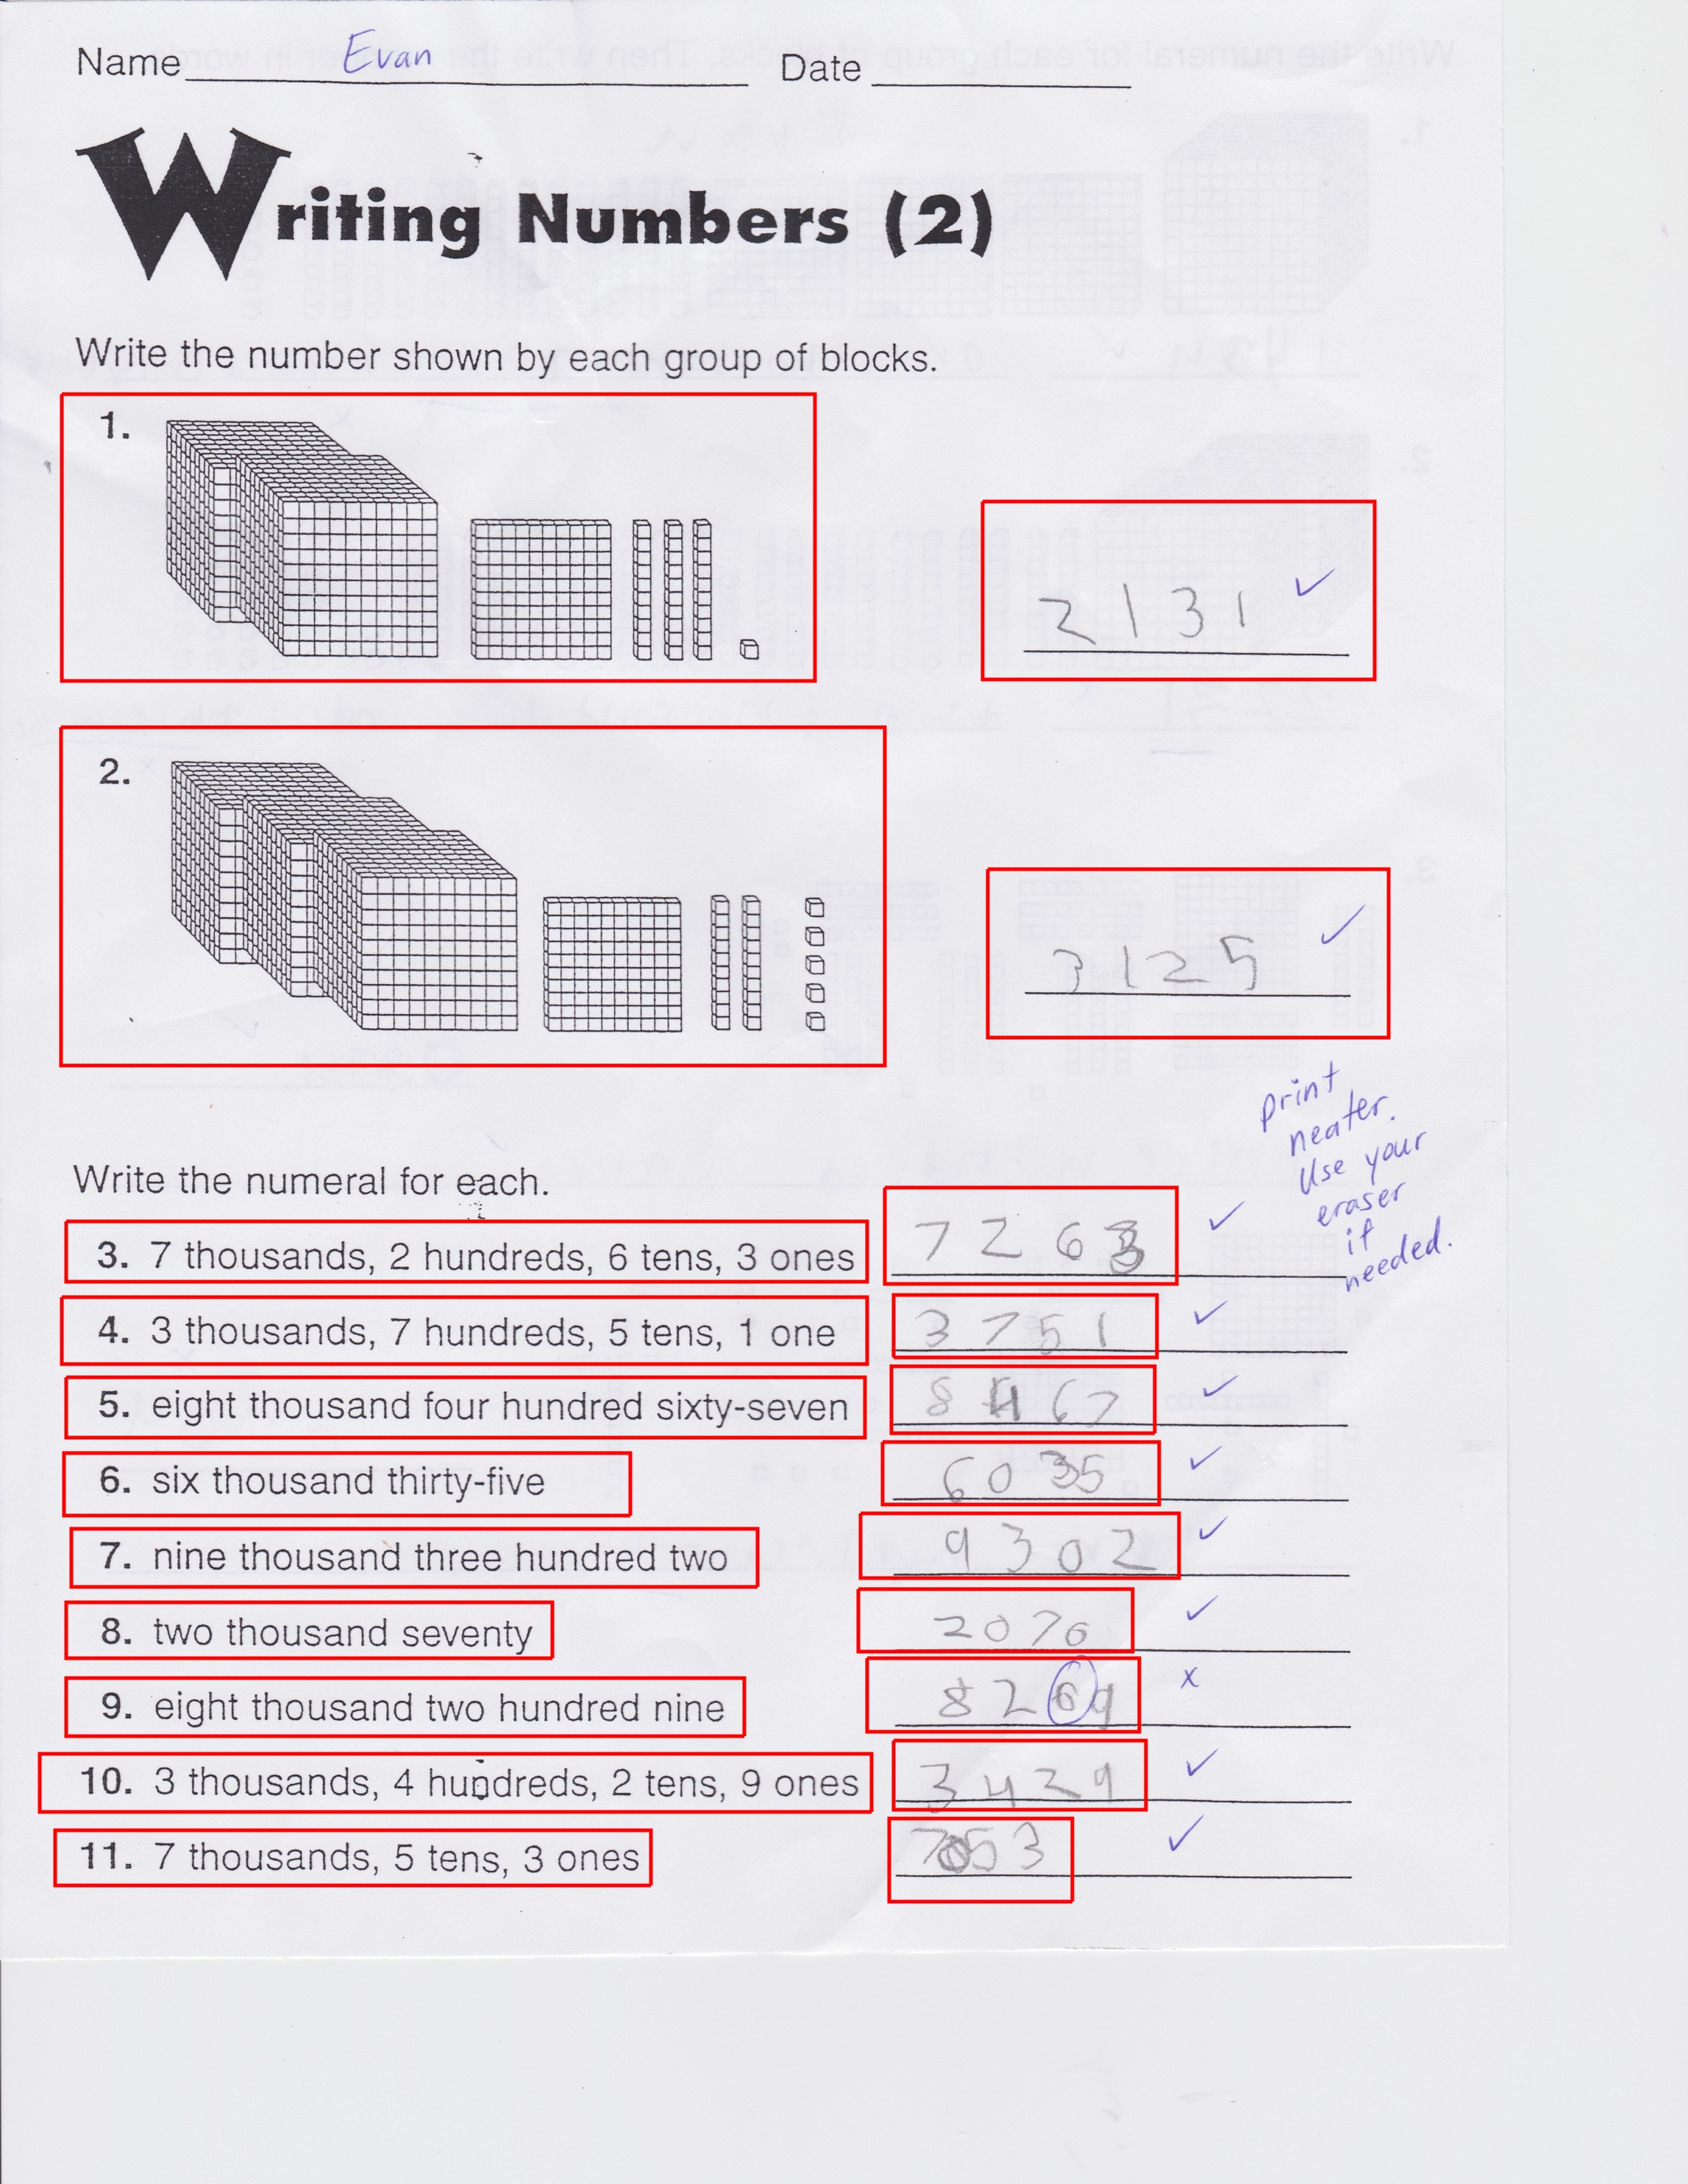 Name Evan Date
Writing Numbers (2)
Write the number shown by each group of blocks.
1.
2131 ✓
2.
3125 ✓
print
neater.
Use your
eraser
if
needed.
Write the numeral for each.
3. 7 thousands, 2 hundreds, 6 tens, 3 ones 7263 ✓
4. 3 thousands, 7 hundreds, 5 tens, 1 one 3751 ✓
5. eight thousand four hundred sixty-seven 8467 ✓
6. six thousand thirty-five 6035 ✓
7. nine thousand three hundred two 9302 ✓
8. two thousand seventy 2070 ✓
9. eight thousand two hundred nine 8269 x
10. 3 thousands, 4 hundreds, 2 tens, 9 ones 3429 ✓
11. 7 thousands, 5 tens, 3 ones 7053 ✓